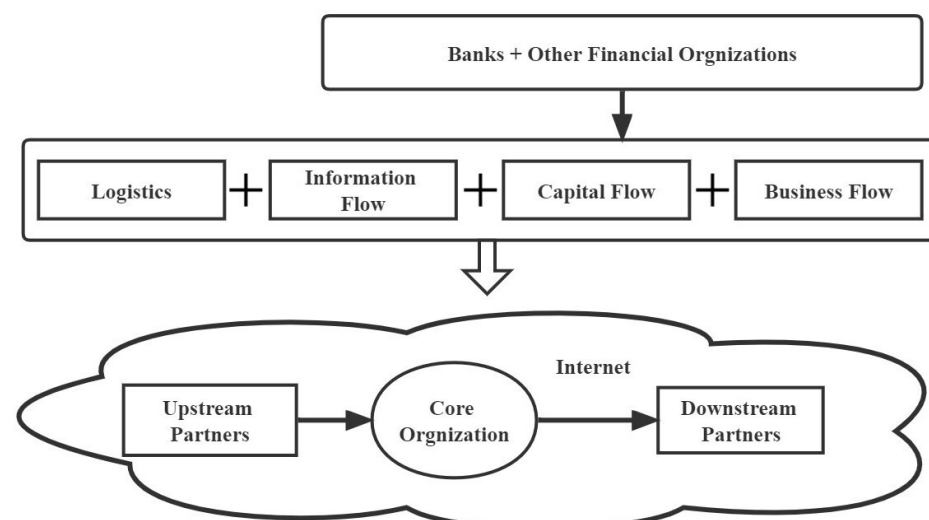 Banks + Other Financial Orgnizations
Logistics + Information Flow + Capital Flow + Business Flow
Internet
Upstream Partners
Core Orgnization
Downstream Partners